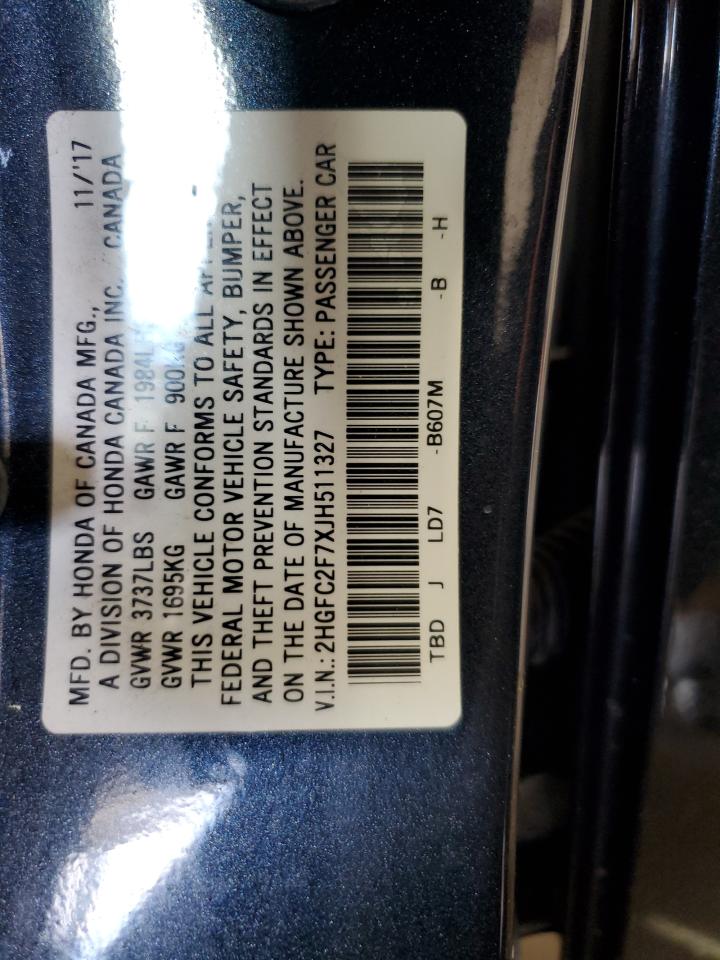 MFD. BY HONDA OF CANADA MFG., 11/'17
A DIVISION OF HONDA CANADA INC. CANADA
GVWR 3737LBS GAWR F
GVWR 1695KG GAWR F 900KG
THIS VEHICLE CONFORMS TO ALL
FEDERAL MOTOR VEHICLE SAFETY, BUMPER,
AND THEFT PREVENTION STANDARDS IN EFFECT
ON THE DATE OF MANUFACTURE SHOWN ABOVE.
V.I.N.: 2HGFC2F7XJH511327 TYPE: PASSENGER CAR
TBD J LD7 -B607M -B -H